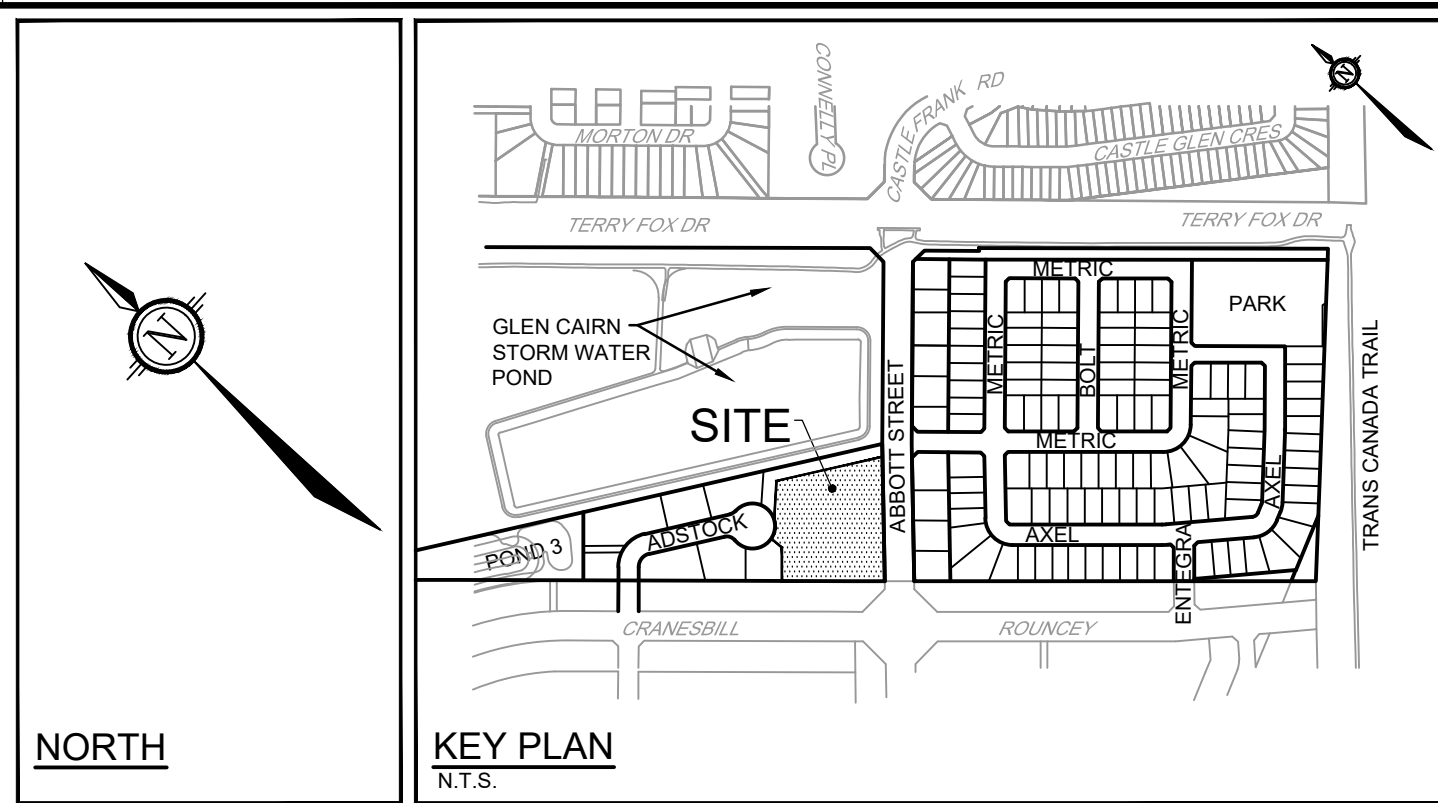 N
NORTH
N
CONNELLY PL
CASTLE FRANK RD
MORTON DR
CASTLE GLEN CRES
TERRY FOX DR
TERRY FOX DR
METRIC
PARK
GLEN CAIRN
STORM WATER
POND
METRIC
BOLT
METRIC
TRANS CANADA TRAIL
ABBOTT STREET
SITE
METRIC
AXEL
ADSTOCK
AXEL
POND 3
ENTEGRA
CRANESBILL
ROUNCEY
KEY PLAN
N.T.S.